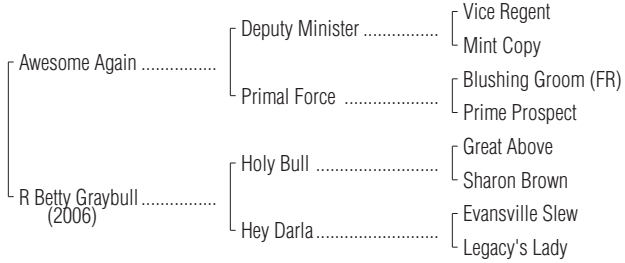 Vice Regent
Deputy Minister ..................
Mint Copy
Awesome Again ................
Blushing Groom (FR)
Primal Force ......................
Prime Prospect
Great Above
Holy Bull .............................
Sharon Brown
R Betty Graybull ................
(2006)
Evansville Slew
Hey Darla .............................
Legacy's Lady